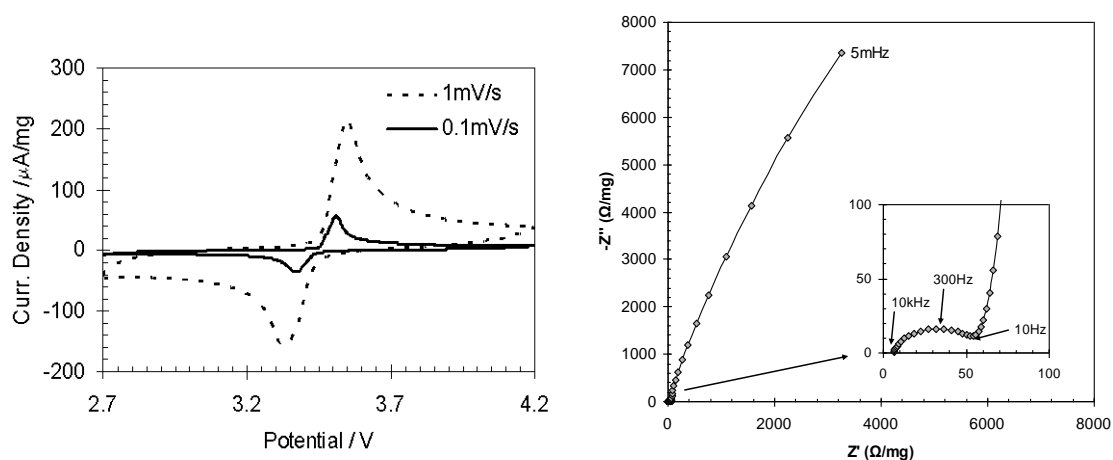 300
200
100
0
-100
-200
2.7 3.2 3.7 4.2
Curr. Density /μA/mg
Potential / V
1mV/s
0.1mV/s
8000
7000
6000
5000
4000
3000
2000
1000
0
0 2000 4000 6000 8000
-Z'' (Ω/mg)
Z' (Ω/mg)
5mHz
100
50
0
0 50 100
10kHz
300Hz
10Hz